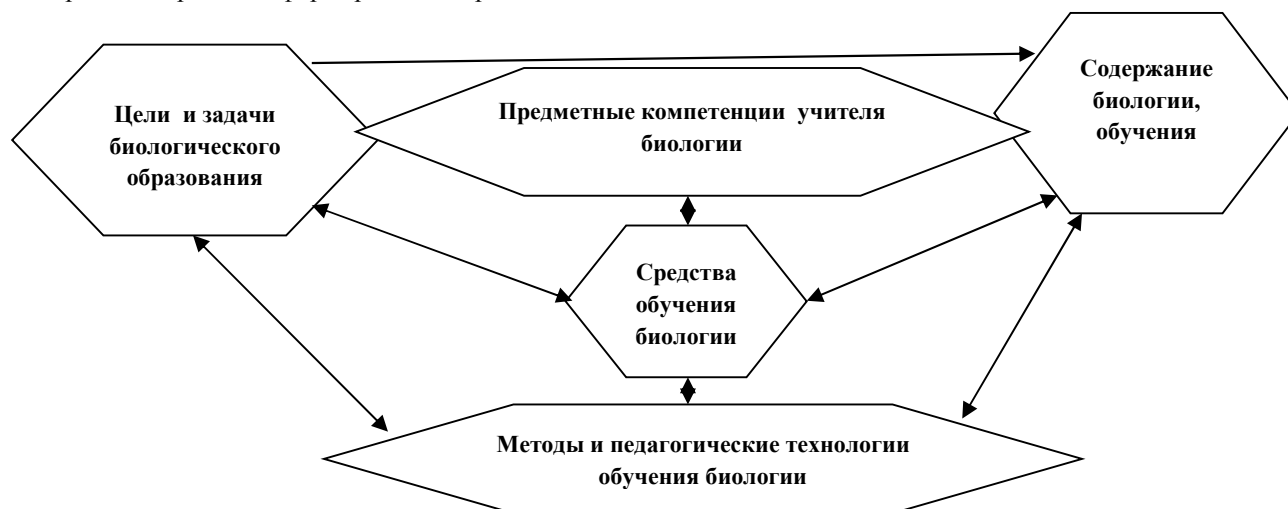 Цели и задачи
биологического
образования
Предметные компетенции учителя
биологии
Содержание
биологии,
обучения
Средства
обучения
биологии
Методы и педагогические технологии
обучения биологии